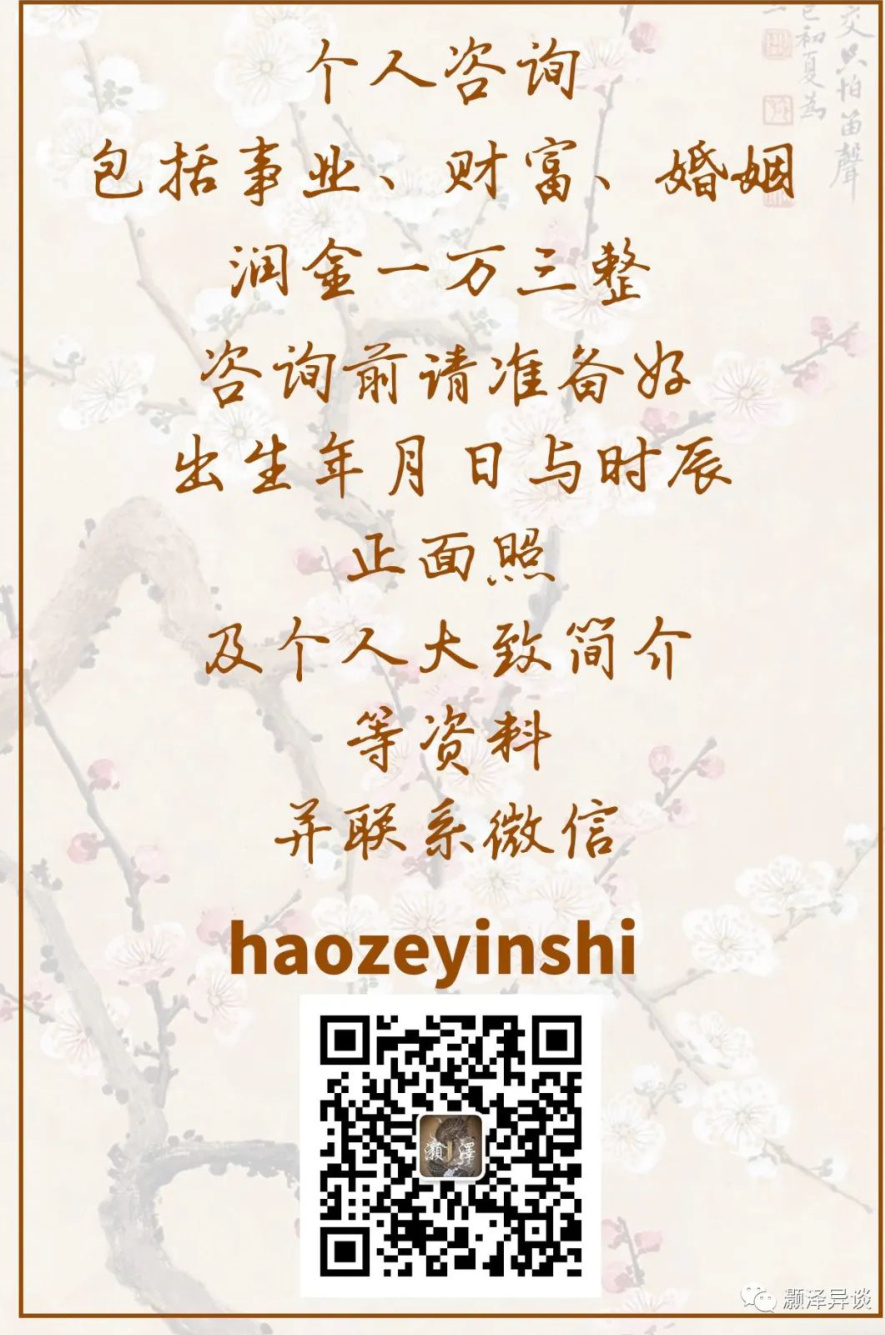 个人咨询
包括事业、财富、婚姻
润金一万三整
咨询前请准备好
出生年月日与时辰
正面照
及个人大致简介
等资料
并联系微信
haozeyinshi
灏泽
灏泽异谈